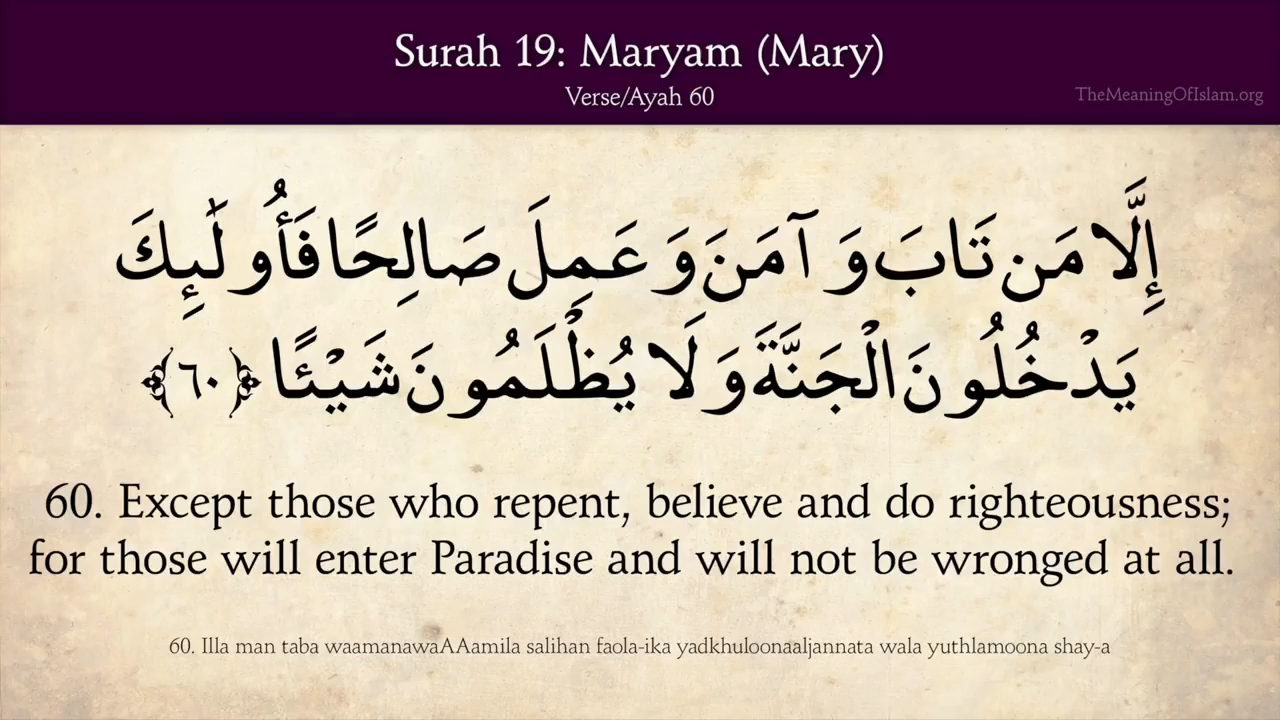 Surah 19: Maryam (Mary)
Verse/Ayah 60
TheMeaningOfIslam.org
إِلَّا مَن تَابَ وَآمَنَ وَعَمِلَ صَالِحًا فَأُولَٰئِكَ
يَدْخُلُونَ الْجَنَّةَ وَلَا يُظْلَمُونَ شَيْئًا ﴿٦٠﴾
60. Except those who repent, believe and do righteousness;
for those will enter Paradise and will not be wronged at all.
60. Illa man taba waamanawaAAamila salihan faola-ika yadkhuloonaaljannata wala yuthlamoona shay-a